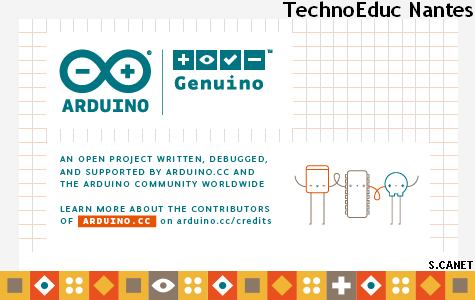 TechnoEduc Nantes
ARDUINO
Genuino
AN OPEN PROJECT WRITTEN, DEBUGGED,
AND SUPPORTED BY ARDUINO.CC AND
THE ARDUINO COMMUNITY WORLDWIDE
LEARN MORE ABOUT THE CONTRIBUTORS
OF ARDUINO.CC on arduino.cc/credits
S.CANET